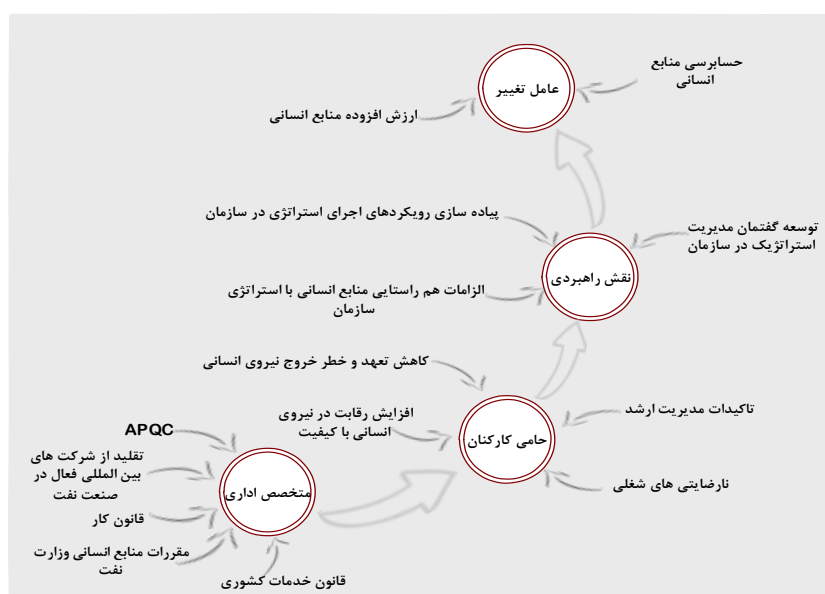 حسابرسی منابع
انسانی
عامل تغییر
ارزش افزوده منابع انسانی
پیاده سازی رویکردهای اجرای استراتژی در سازمان
توسعه گفتمان مدیریت
استراتژیک در سازمان
نقش راهبردی
الزامات هم راستایی منابع انسانی با استراتژی
سازمان
کاهش تعهد و خطر خروج نیروی انسانی
تاکیدات مدیریت ارشد
افزایش رقابت در نیروی
انسانی با کیفیت
حامی کارکنان
نارضایتی های شغلی
APQC
تقلید از شرکت های
بین المللی فعال در
صنعت نفت
متخصص اداری
قانون کار
مقررات منابع انسانی وزارت
نفت
قانون خدمات کشوری